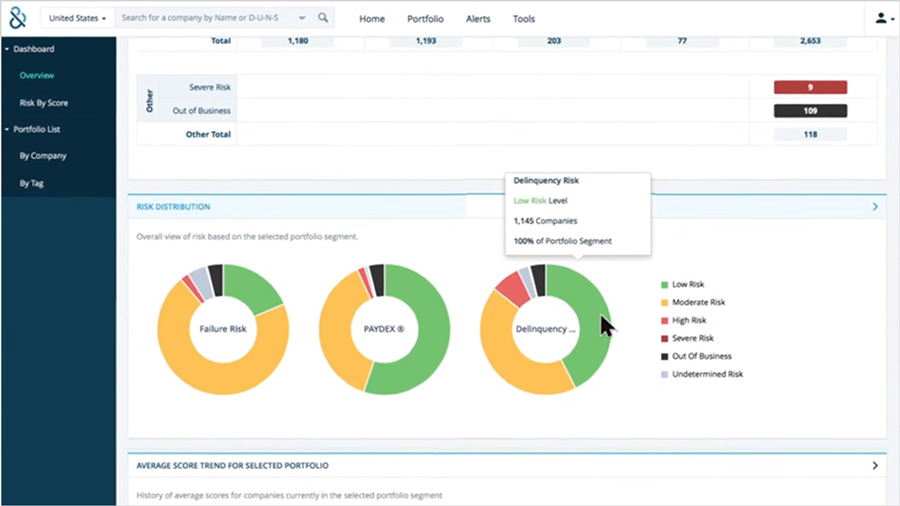 United States
Search for a company by Name or D-U-N-S
Home
Portfolio
Alerts
Tools
Dashboard
Overview
Risk By Score
Portfolio List
By Company
By Tag
Total 1,180 1,193 203 77 2,653
Other
Severe Risk 9
Out of Business 109
Other Total 118
RISK DISTRIBUTION
Overall view of risk based on the selected portfolio segment.
Delinquency Risk
Low Risk Level
1,145 Companies
100% of Portfolio Segment
Failure Risk
PAYDEX ®
Delinquency ...
Low Risk
Moderate Risk
High Risk
Severe Risk
Out Of Business
Undetermined Risk
AVERAGE SCORE TREND FOR SELECTED PORTFOLIO
History of average scores for companies currently in the selected portfolio segment